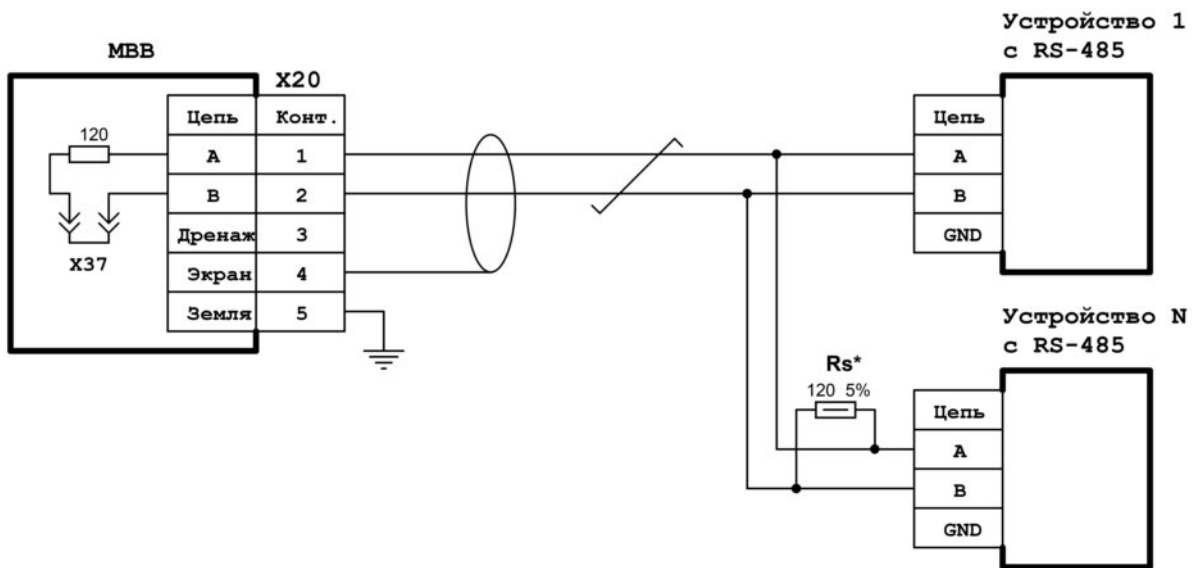 МВВ
X20
Цепь Конт.
120
A 1
B 2
Дренаж 3
X37
Экран 4
Земля 5
Устройство 1
с RS-485
Цепь
A
B
GND
Устройство N
с RS-485
Rs*
120 5%
Цепь
A
B
GND